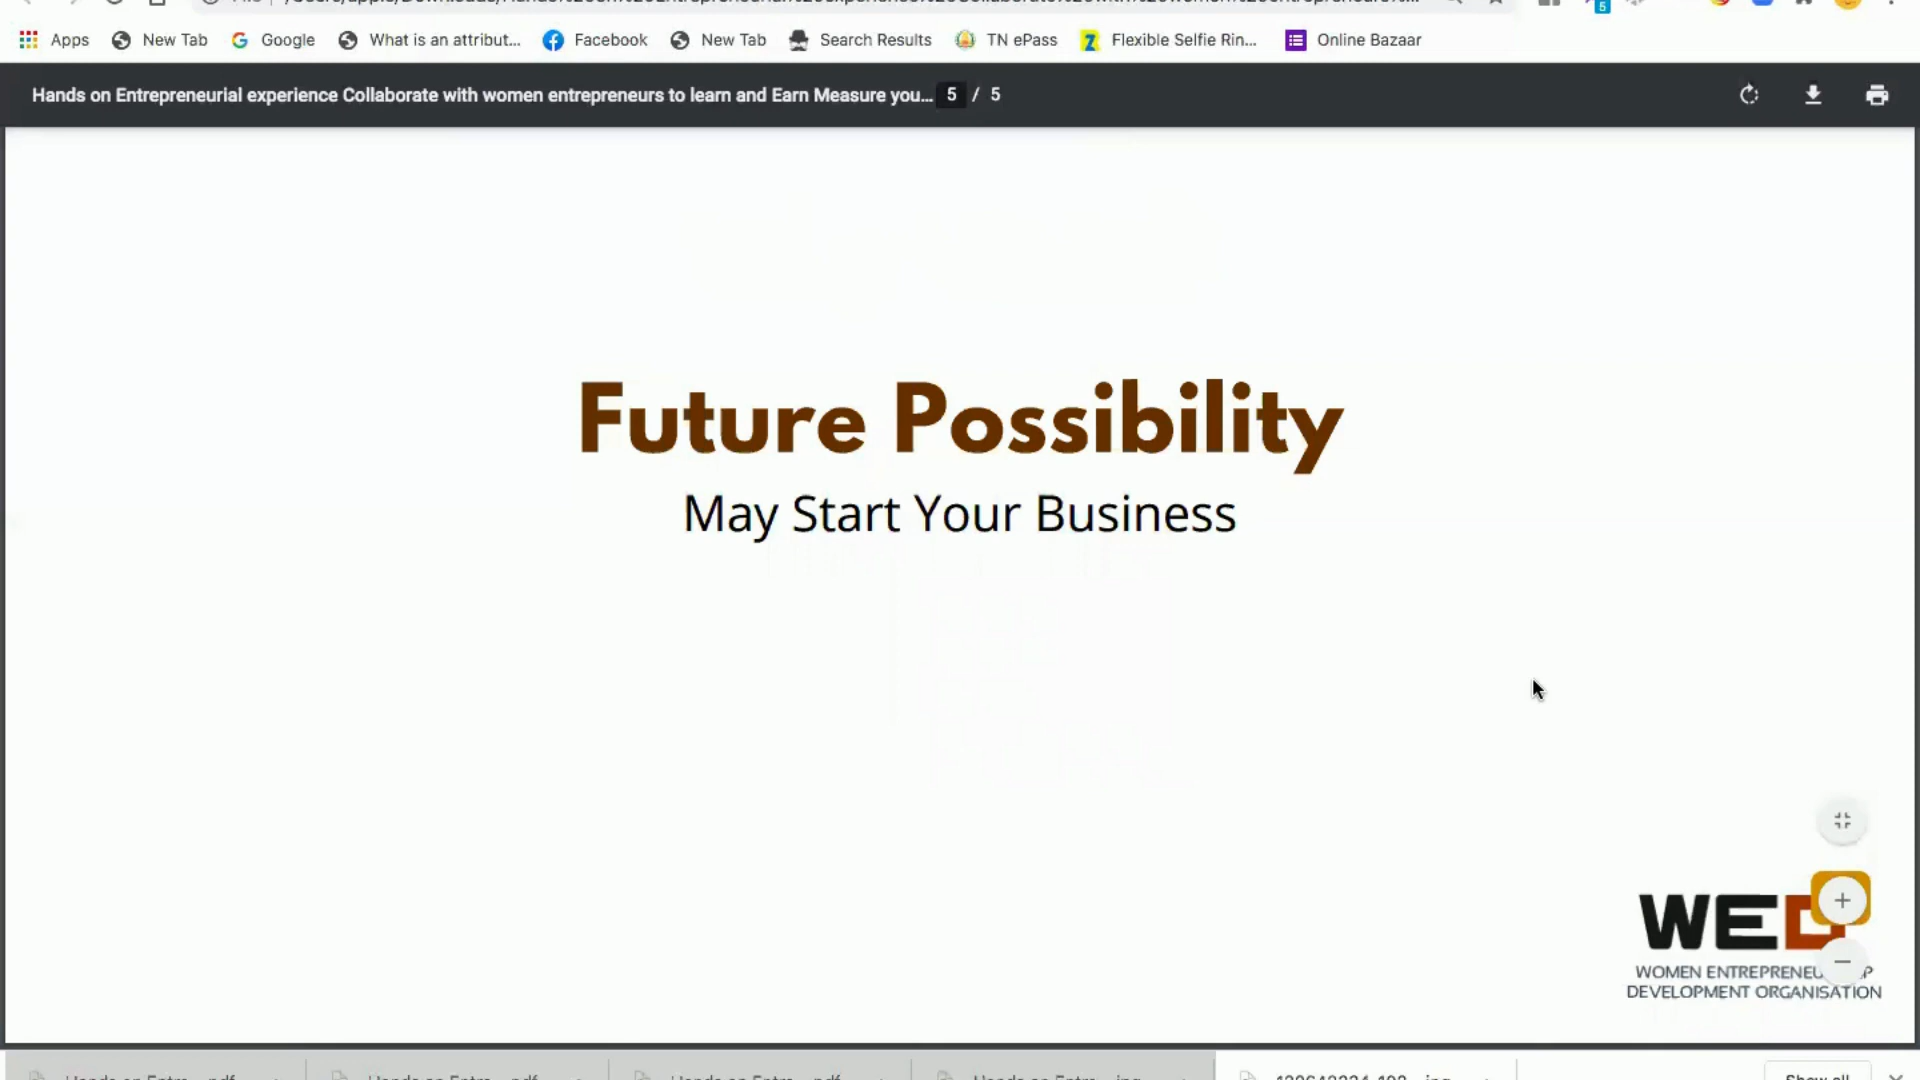 Apps New Tab Google What is an attribut... Facebook New Tab Search Results TN ePass Flexible Selfie Rin... Online Bazaar
Hands on Entrepreneurial experience Collaborate with women entrepreneurs to learn and Earn Measure you... 5 / 5
Future Possibility
May Start Your Business
WED
WOMEN
DEVELOPMENT ORGANISATION